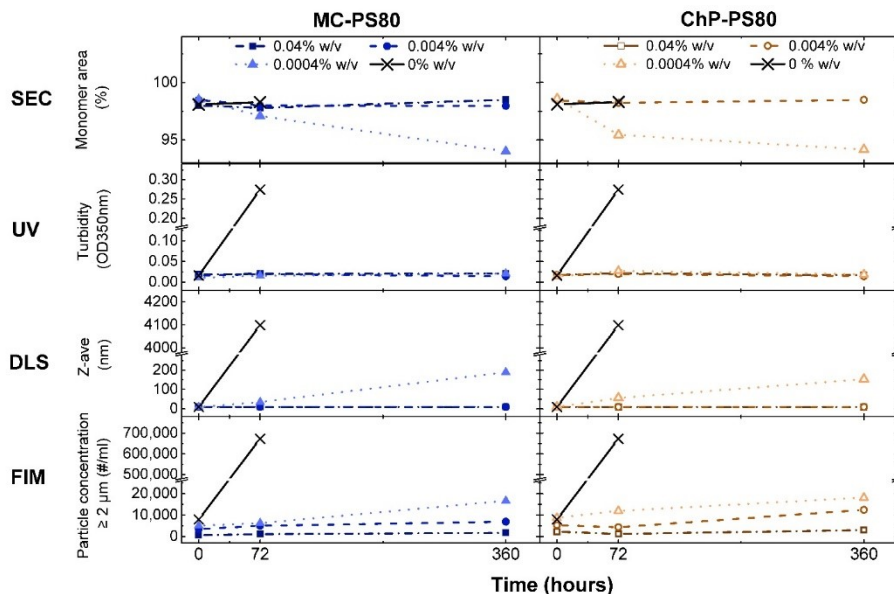 MC-PS80 ChP-PS80
0.04% w/v 0.004% w/v 0.04% w/v 0.004% w/v
0.0004% w/v 0% w/v 0.0004% w/v 0 % w/v
SEC
Monomer area
(%)
100
95
UV
Turbidity
(OD350nm)
0.30
0.25
0.20
0.10
0.05
0.00
DLS
Z-ave
(nm)
4200
4100
4000
200
100
0
FIM
Particle concentration
≥ 2 µm (#/ml)
700,000
600,000
500,000
20,000
10,000
0
0 72 360 0 72 360
Time (hours)